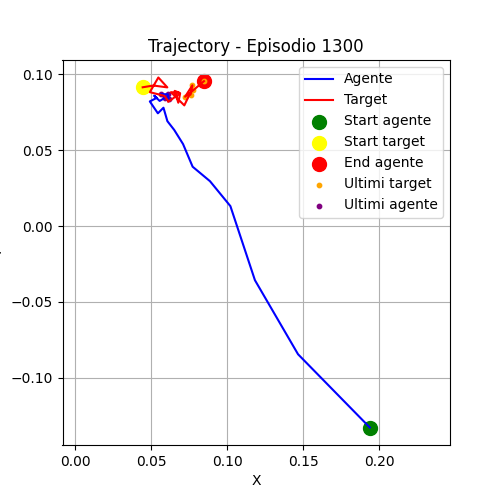 Trajectory - Episodio 1300
Agente
Target
Start agente
Start target
End agente
Ultimi target
Ultimi agente
0.10
0.05
0.00
−0.05
−0.10
0.00 0.05 0.10 0.15 0.20
X